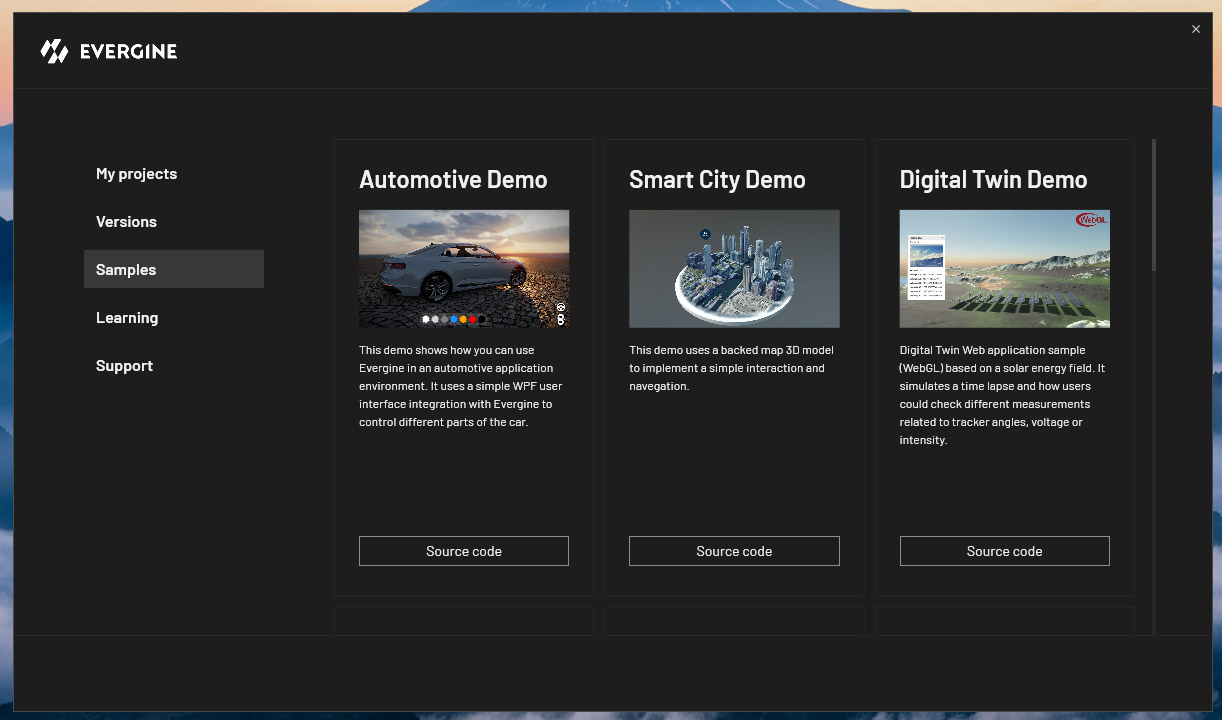 EVERGINE
My projects
Versions
Samples
Learning
Support
Automotive Demo
This demo shows how you can use
Evergine in an automotive application
environment. It uses a simple WPF user
interface integration with Evergine to
control different parts of the car.
Source code
Smart City Demo
This demo uses a backed map 3D model
to implement a simple interaction and
navegation.
Source code
Digital Twin Demo
WebGL
Digital Twin Web application sample
(WebGL) based on a solar energy field. It
simulates a time lapse and how users
could check different measurements
related to tracker angles, voltage or
intensity.
Source code